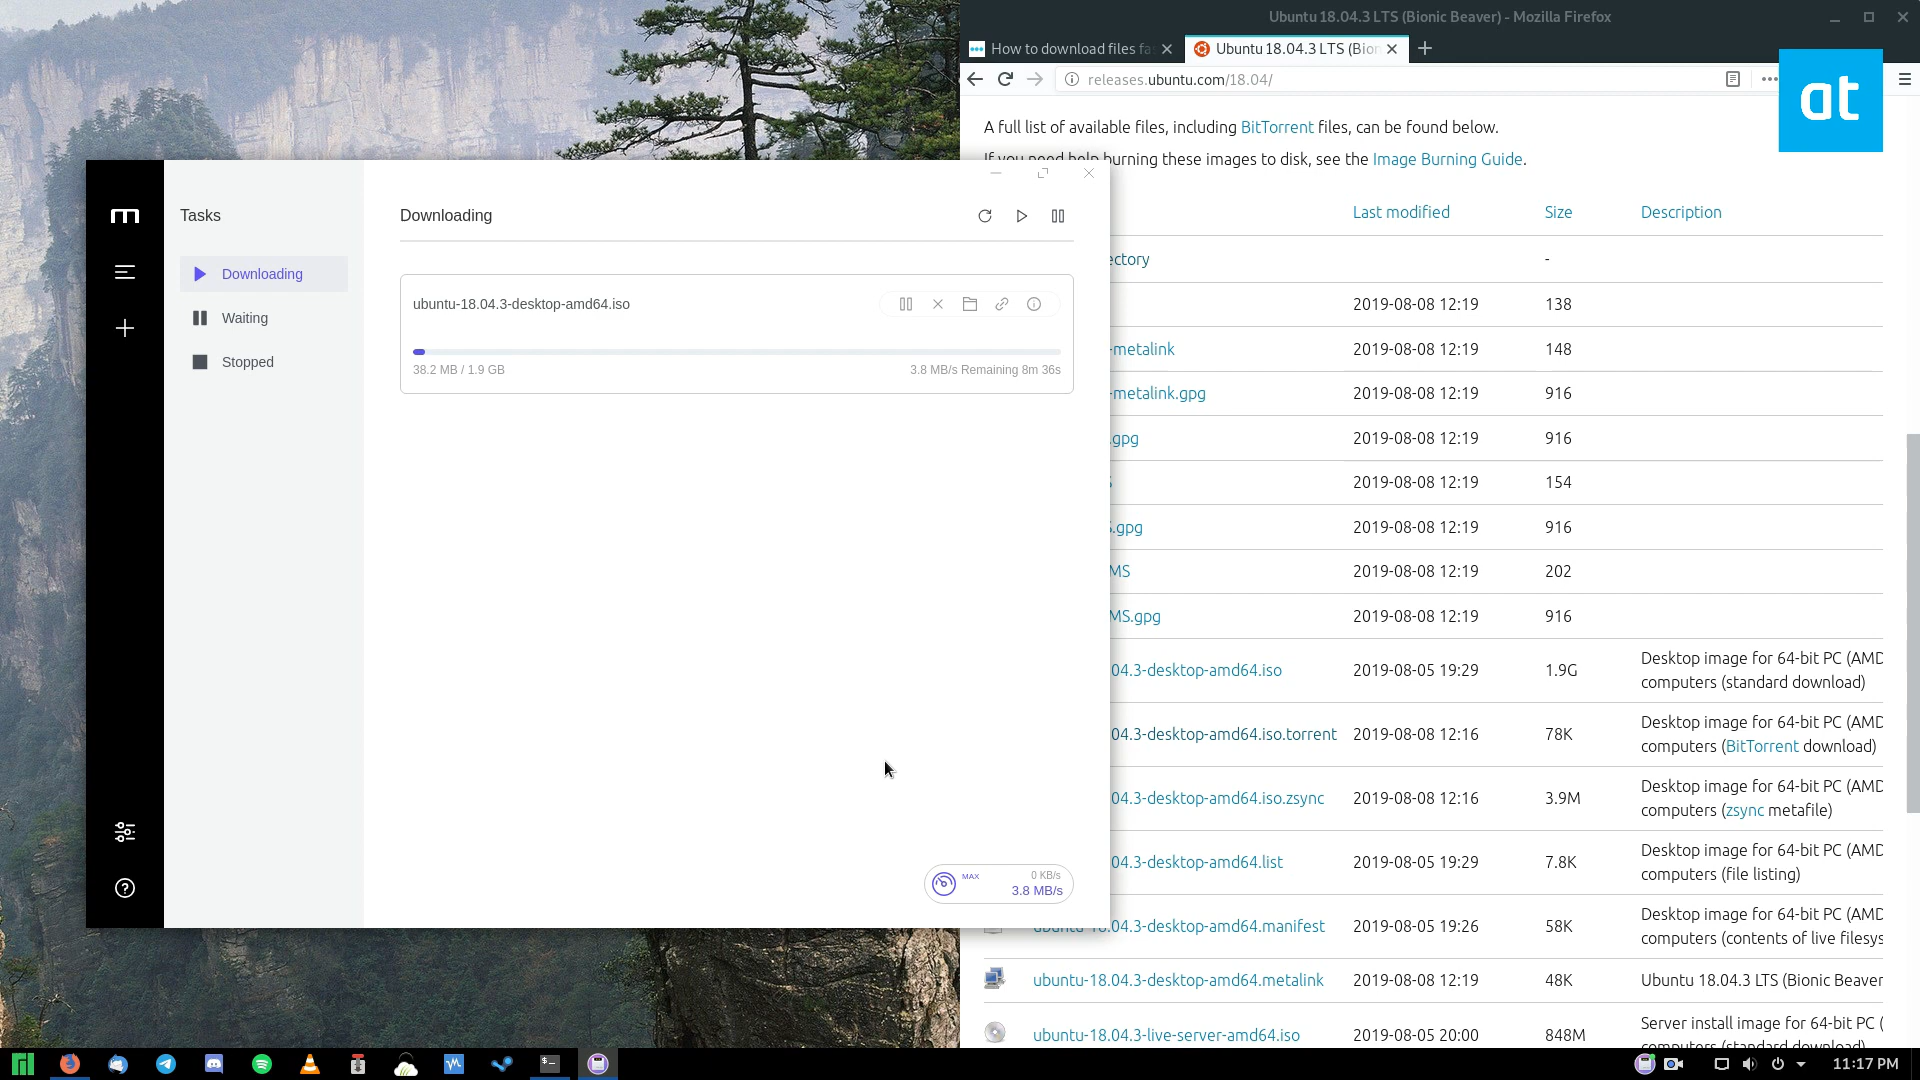 Ubuntu 18.04.3 LTS (Bionic Beaver) - Mozilla Firefox
How to download files fa
Ubuntu 18.04.3 LTS (Bion
releases.ubuntu.com/18.04/
at
A full list of available files, including BitTorrent files, can be found below.
If you need help burning these images to disk, see the Image Burning Guide.
m
Tasks
Downloading
Waiting
Stopped
Downloading
ubuntu-18.04.3-desktop-amd64.iso
38.2 MB / 1.9 GB
3.8 MB/s Remaining 8m 36s
MAX
0 KB/s
3.8 MB/s
Last modified Size Description
ectory -
2019-08-08 12:19 138
-metalink 2019-08-08 12:19 148
-metalink.gpg 2019-08-08 12:19 916
.gpg 2019-08-08 12:19 916
S 2019-08-08 12:19 154
S.gpg 2019-08-08 12:19 916
MS 2019-08-08 12:19 202
MS.gpg 2019-08-08 12:19 916
04.3-desktop-amd64.iso 2019-08-05 19:29 1.9G Desktop image for 64-bit PC (AMD
computers (standard download)
04.3-desktop-amd64.iso.torrent 2019-08-08 12:16 78K Desktop image for 64-bit PC (AMD
computers (BitTorrent download)
04.3-desktop-amd64.iso.zsync 2019-08-08 12:16 3.9M Desktop image for 64-bit PC (AMD
computers (zsync metafile)
04.3-desktop-amd64.list 2019-08-05 19:29 7.8K Desktop image for 64-bit PC (AMD
computers (file listing)
ubuntu-18.04.3-desktop-amd64.manifest 2019-08-05 19:26 58K Desktop image for 64-bit PC (AMD
computers (contents of live filesys
ubuntu-18.04.3-desktop-amd64.metalink 2019-08-08 12:19 48K Ubuntu 18.04.3 LTS (Bionic Beaver
ubuntu-18.04.3-live-server-amd64.iso 2019-08-05 20:00 848M Server install image for 64-bit PC (
computers (standard download)
11:17 PM